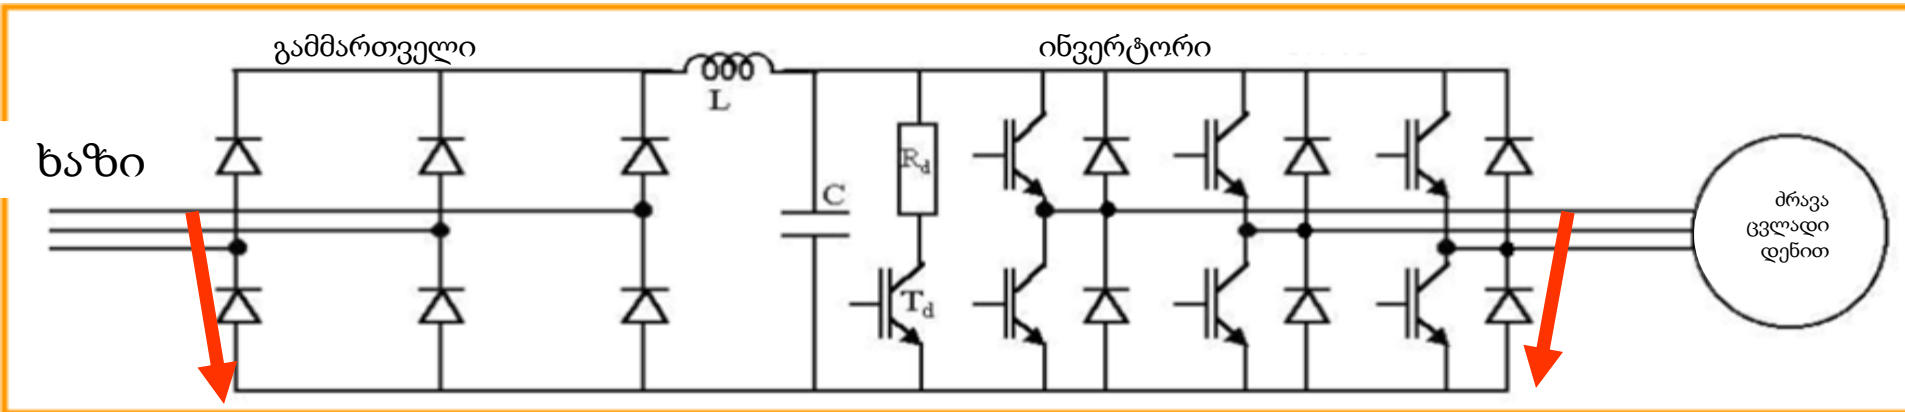 გამმართველი
ინვერტორი
L
ხაზი
C
Rd
Td
ძრავა
ცვლადი
დენით